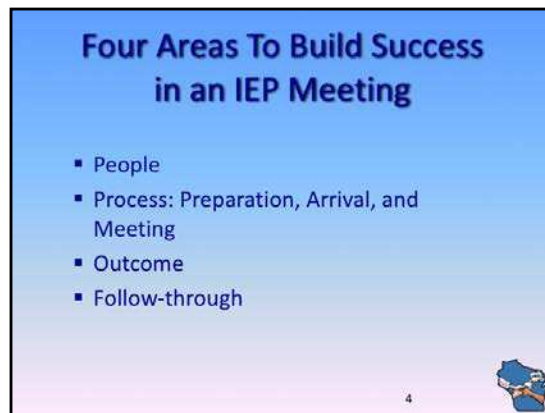 Four Areas To Build Success
in an IEP Meeting
▪ People
▪ Process: Preparation, Arrival, and
Meeting
▪ Outcome
▪ Follow-through
4